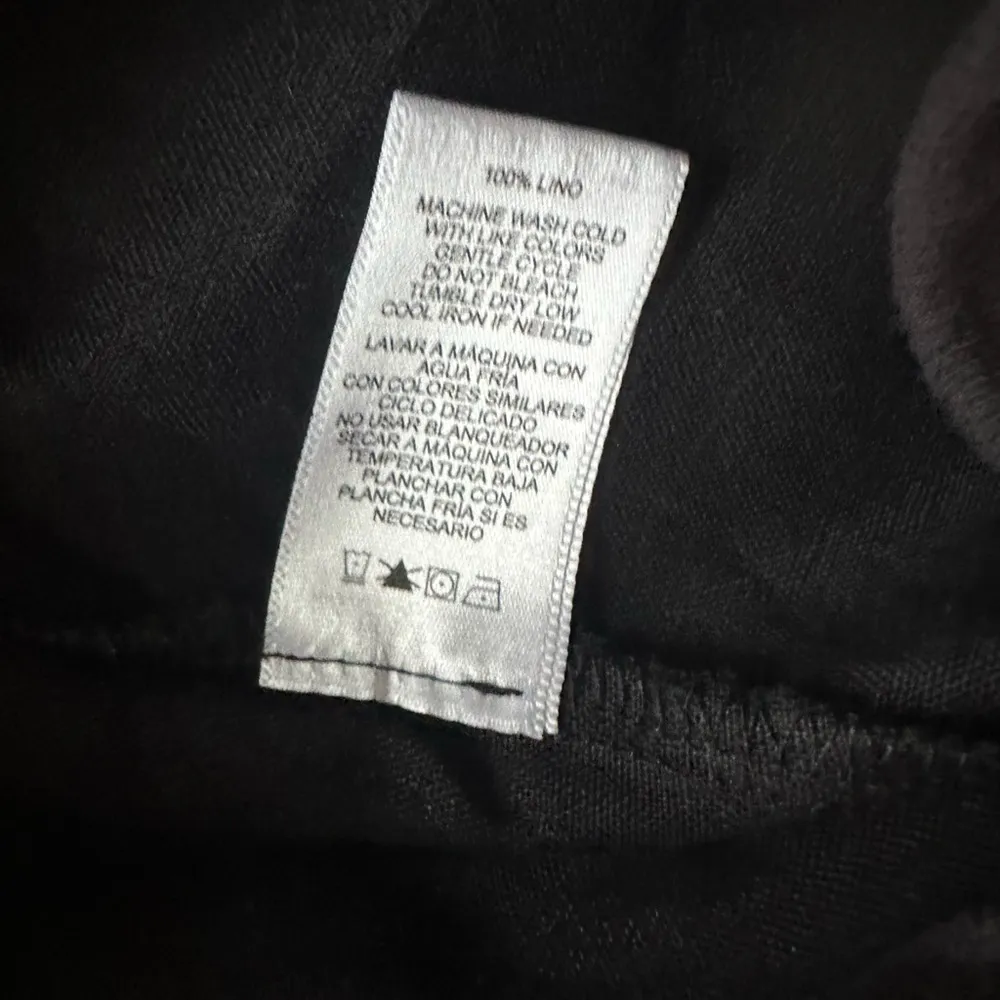 100% LINO
MACHINE WASH COLD
WITH LIKE COLORS
GENTLE CYCLE
DO NOT BLEACH
TUMBLE DRY LOW
COOL IRON IF NEEDED
LAVAR A MÁQUINA CON
AGUA FRÍA
CON COLORES SIMILARES
CICLO DELICADO
NO USAR BLANQUEADOR
SECAR A MÁQUINA CON
TEMPERATURA BAJA
PLANCHAR CON
PLANCHA FRÍA SI ES
NECESARIO